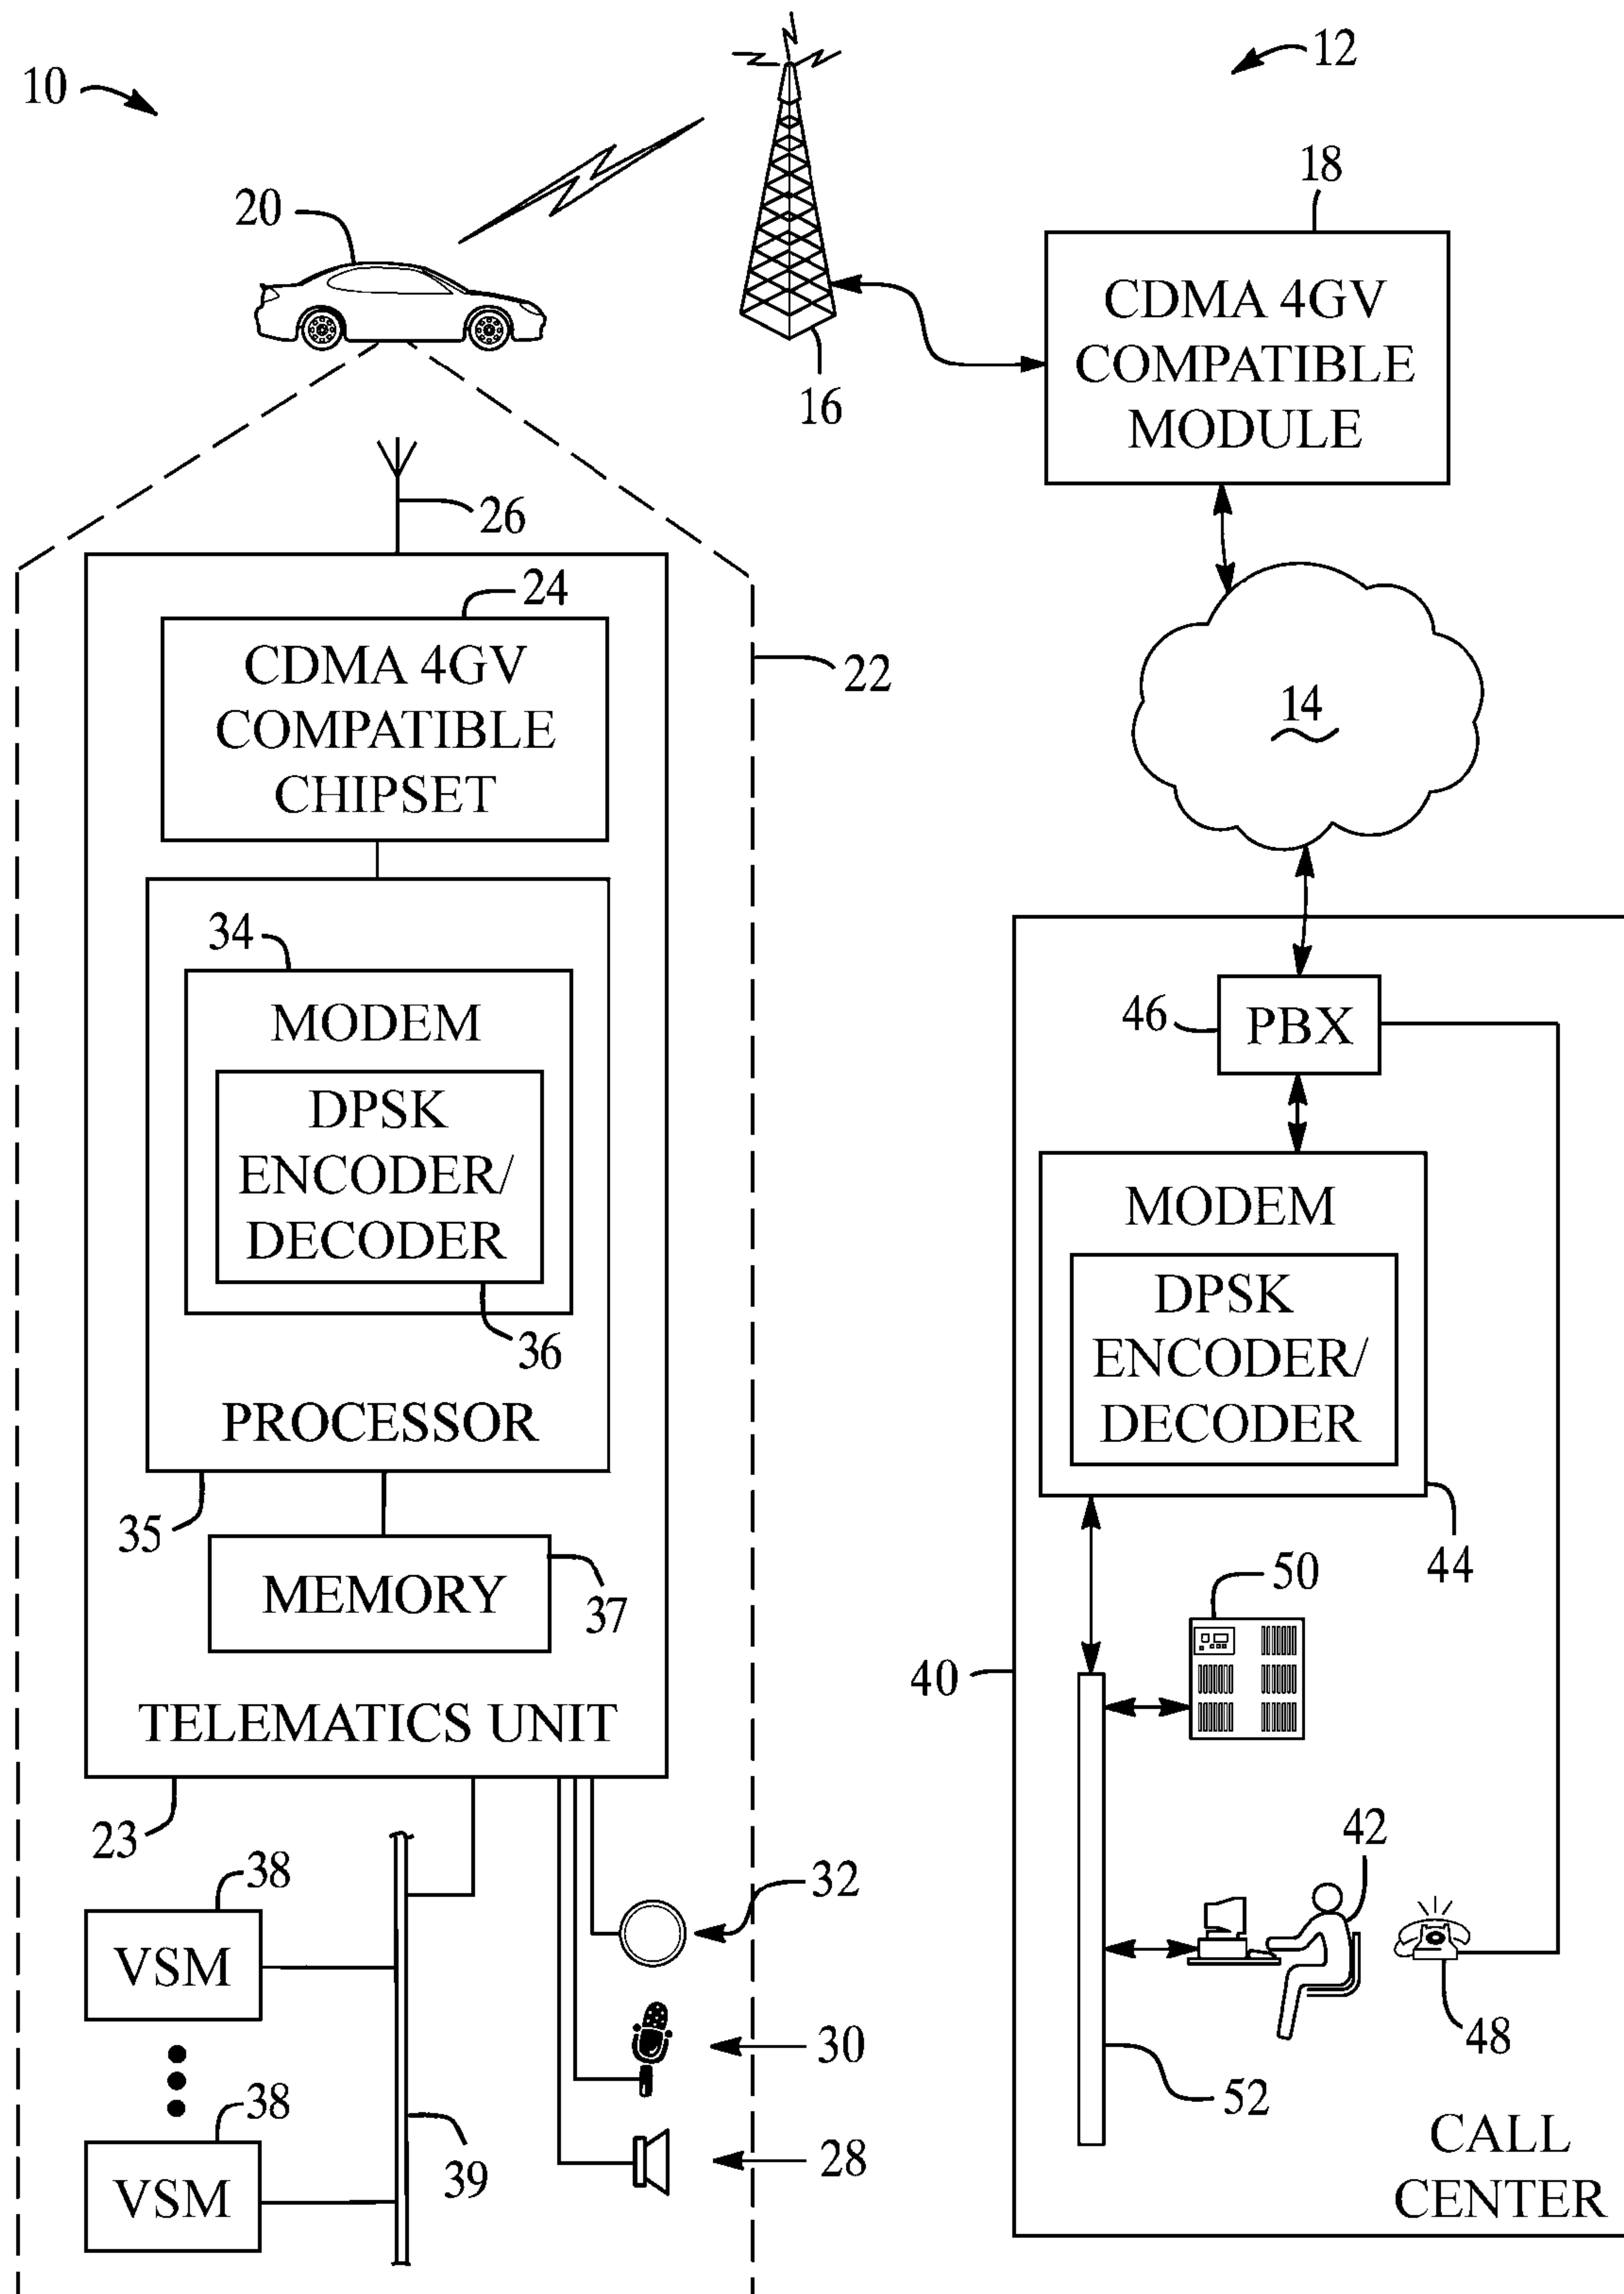 10
12
20
18
CDMA 4GV
COMPATIBLE
MODULE
16
26
24
CDMA 4GV
COMPATIBLE
CHIPSET
22
14
34
MODEM
DPSK
ENCODER/
DECODER
36
PROCESSOR
35
MEMORY
37
TELEMATICS UNIT
23
38
VSM
38
VSM
39
32
30
28
46
PBX
MODEM
DPSK
ENCODER/
DECODER
44
50
40
42
48
52
CALL
CENTER